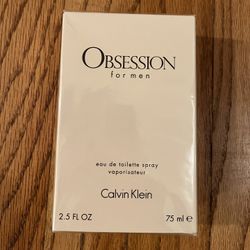 OBSESSION
for men
eau de toilette spray
vaporisateur
Calvin Klein
2.5 FL OZ 75 ml e